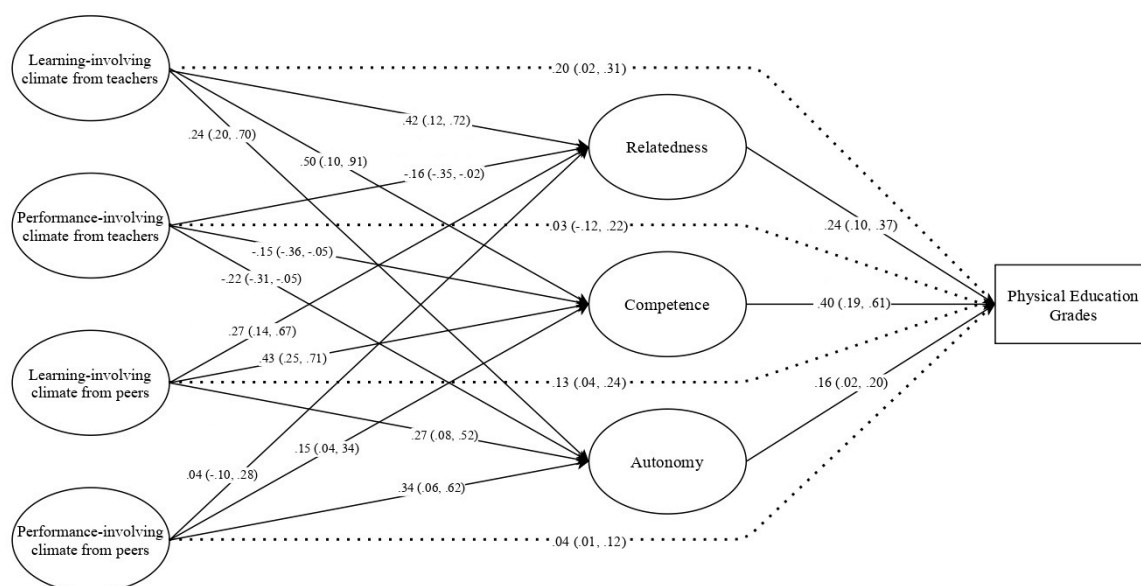 Learning-involving
climate from teachers
.20 (.02, .31)
.42 (.12, .72)
.24 (.20, .70)
.50 (.10, .91)
Relatedness
-.16 (-.35, -.02)
Performance-involving
climate from teachers
.03 (-.12, .22)
.24 (.10, .37)
-.15 (-.36, -.05)
-.22 (-.31, -.05)
Competence
.40 (.19, .61)
Physical Education
Grades
.27 (.14, .67)
.43 (.25, .71)
Learning-involving
climate from peers
.13 (.04, .24)
.16 (.02, .20)
.27 (.08, .52)
.15 (.04, 34)
Autonomy
.04 (-.10, .28)
.34 (.06, .62)
Performance-involving
climate from peers
.04 (.01, .12)